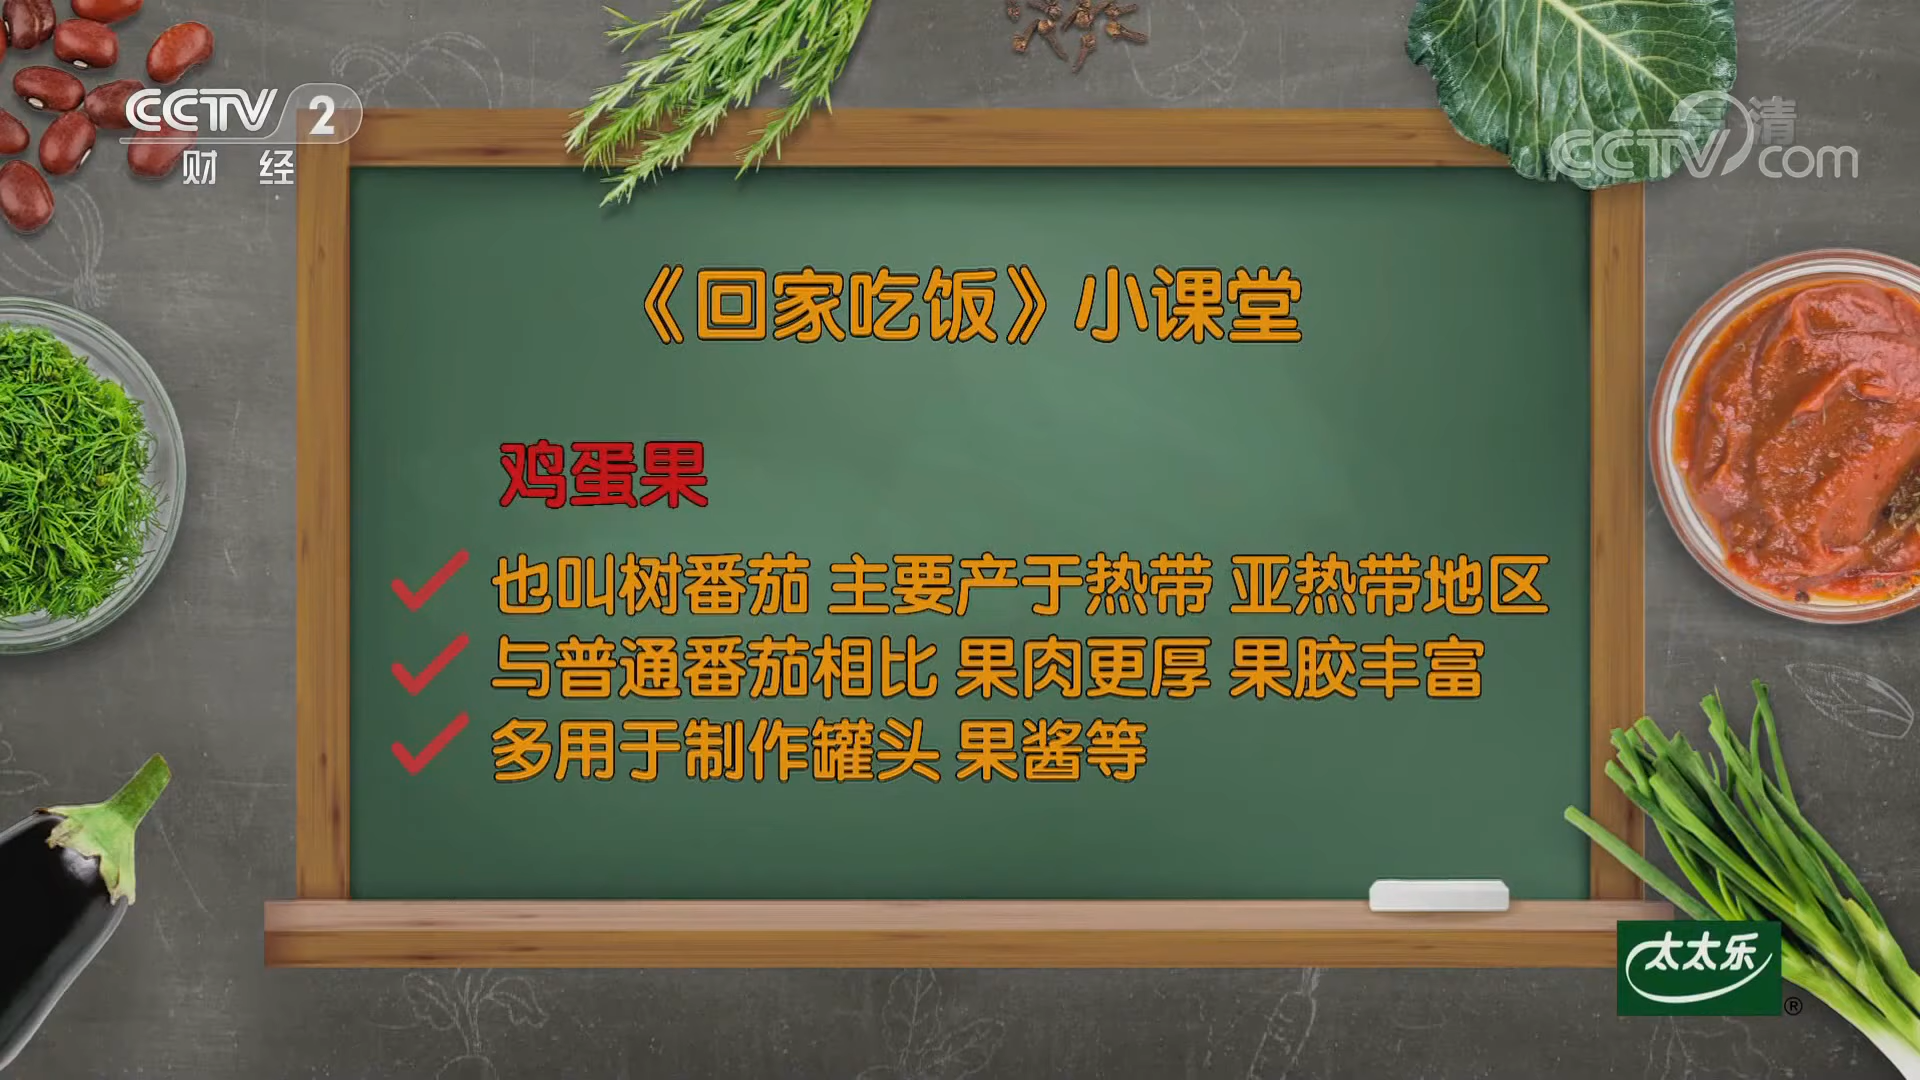 CCTV 2
财 经
CCTV.com
高清
《回家吃饭》小课堂
鸡蛋果
也叫树番茄 主要产于热带 亚热带地区
与普通番茄相比 果肉更厚 果胶丰富
多用于制作罐头 果酱等
太太乐
®